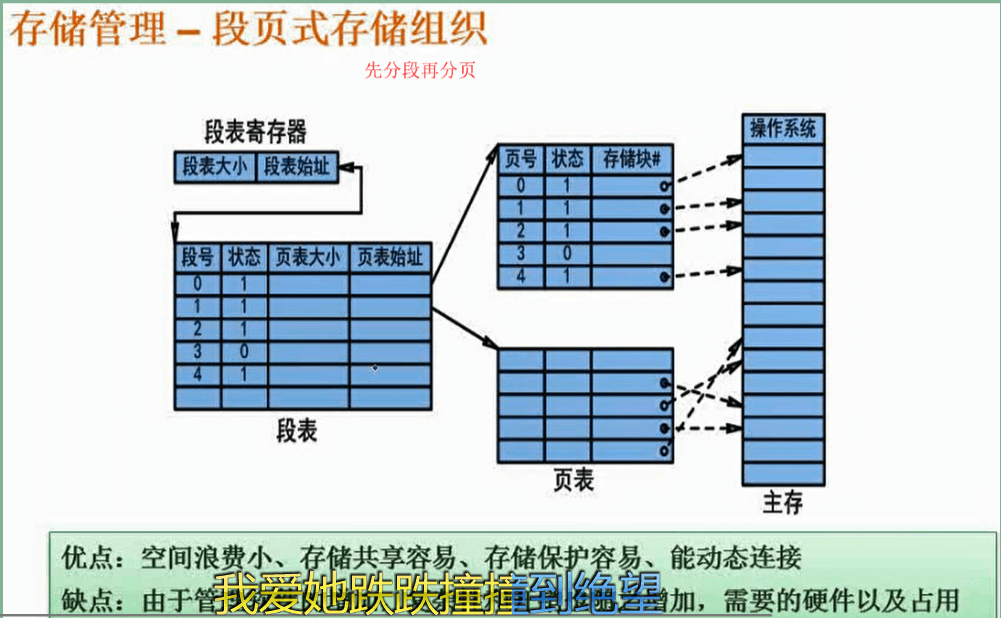 存储管理 – 段页式存储组织
先分段再分页
段表寄存器
段表大小 段表始址
段号 状态 页表大小 页表始址
0 1
1 1
2 1
3 0
4 1
段表
页号 状态 存储块#
0 1
1 1
2 1
3 0
4 1
页表
操作系统
主存
优点：空间浪费小、存储共享容易、存储保护容易、能动态连接
缺点：由于管
增加，需要的硬件以及占用
我爱她跌跌撞撞到绝望